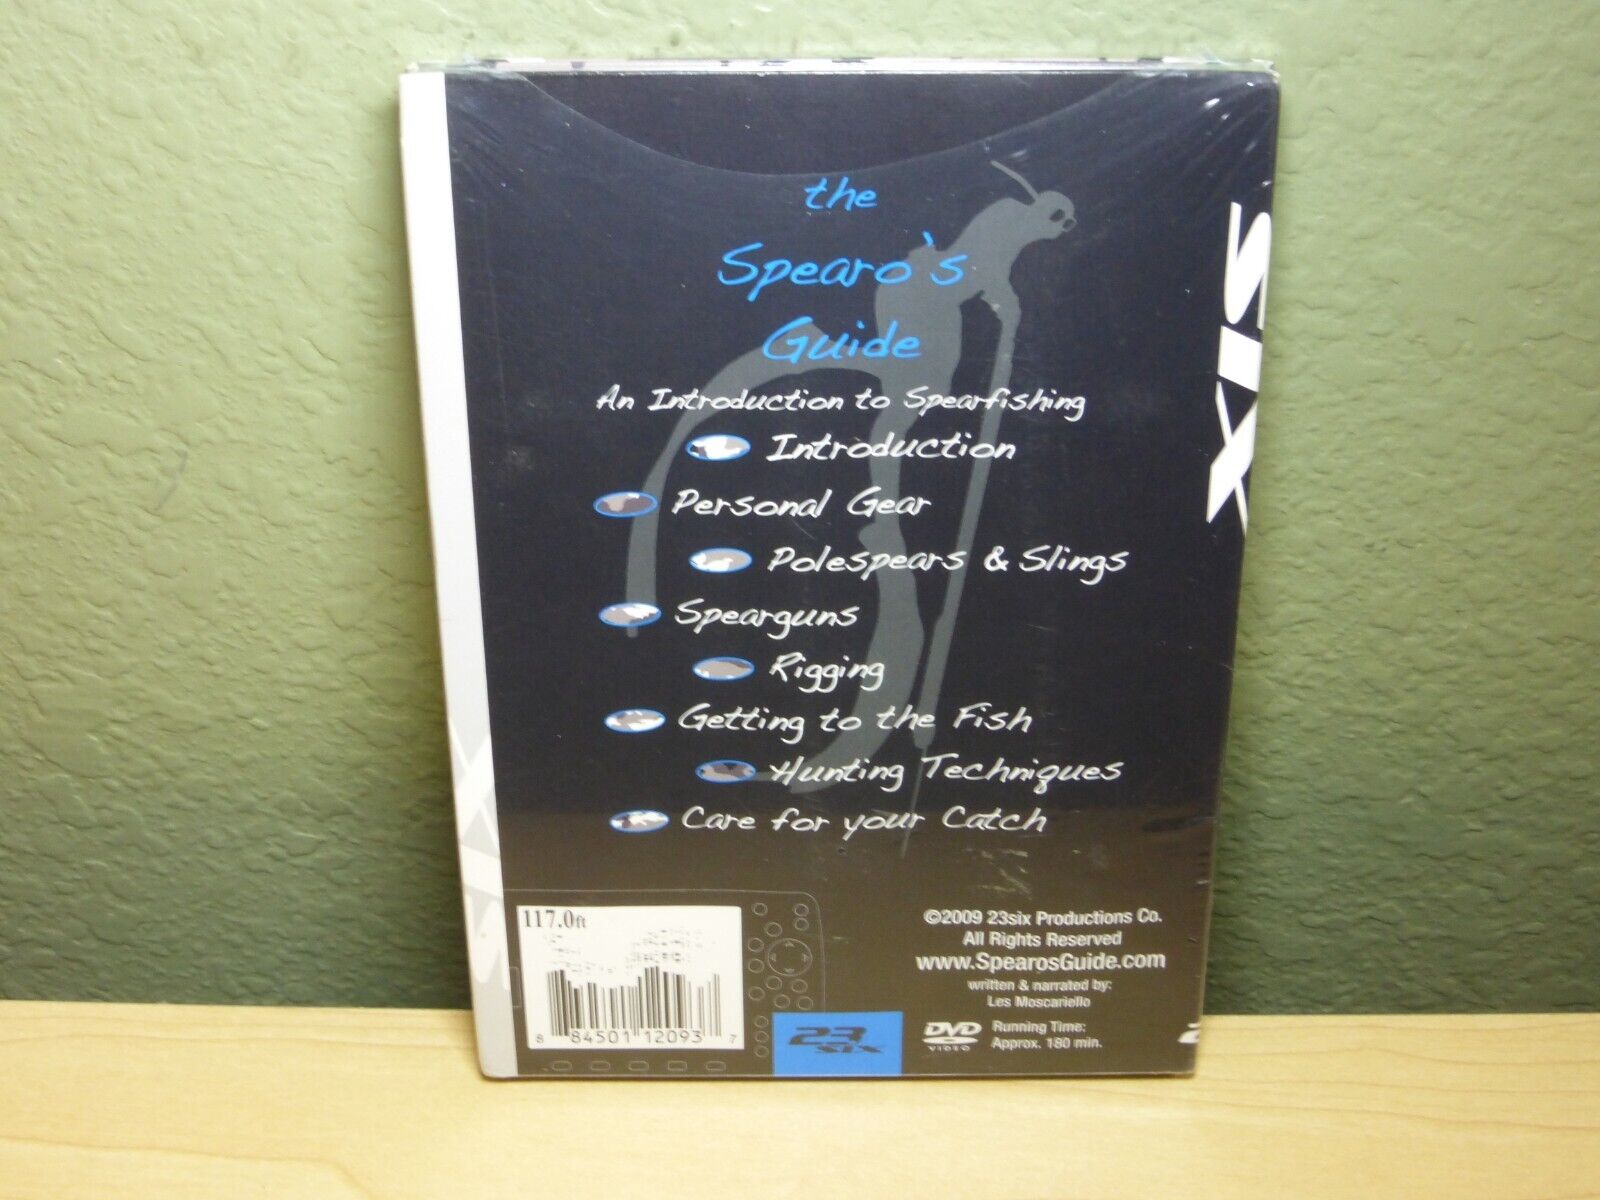 the
Spearo's
Guide
An Introduction to Spearfishing
Introduction
Personal Gear
Polespears & Slings
Spearguns
Rigging
Getting to the Fish
Hunting Techniques
Care for your Catch
SIX
117.0ft
8 84501 12093 7
©2009 23six Productions Co.
All Rights Reserved
www.SpearosGuide.com
written & narrated by:
Les Moscariello
23
SIX
DVD
VIDEO
Running Time:
Approx. 180 min.